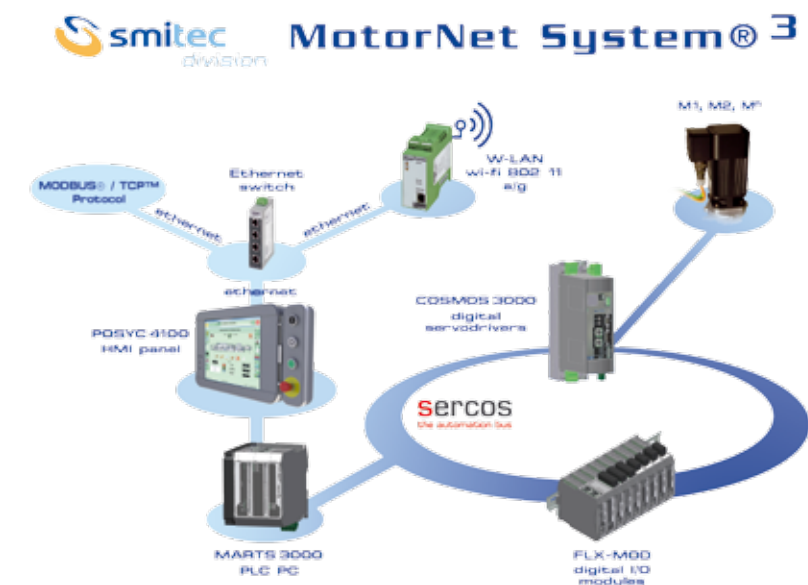 smitec
division
MotorNet System® 3
M1, M2, Mⁿ
W-LAN
wi-fi 802 11
a/g
Ethernet
switch
MODBUS® / TCP™
Protocol
ethernet
ethernet
ethernet
COSMOS 3000
digital
servodrivers
POSYC 4100
HMI panel
sercos
the automation bus
MARTS 3000
PLC PC
FLX-MOD
digital I/O
modules